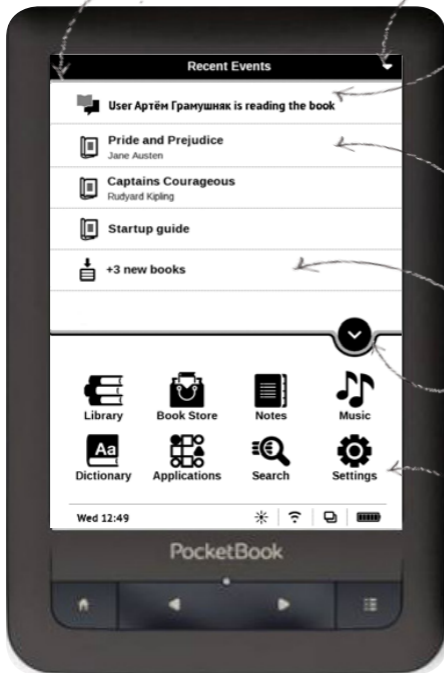 Recent Events
User Артём Грамушняк is reading the book
Pride and Prejudice
Jane Austen
Captains Courageous
Rudyard Kipling
Startup guide
+3 new books
Library Book Store Notes Music
Aa
Dictionary Applications Search Settings
Wed 12:49
PocketBook